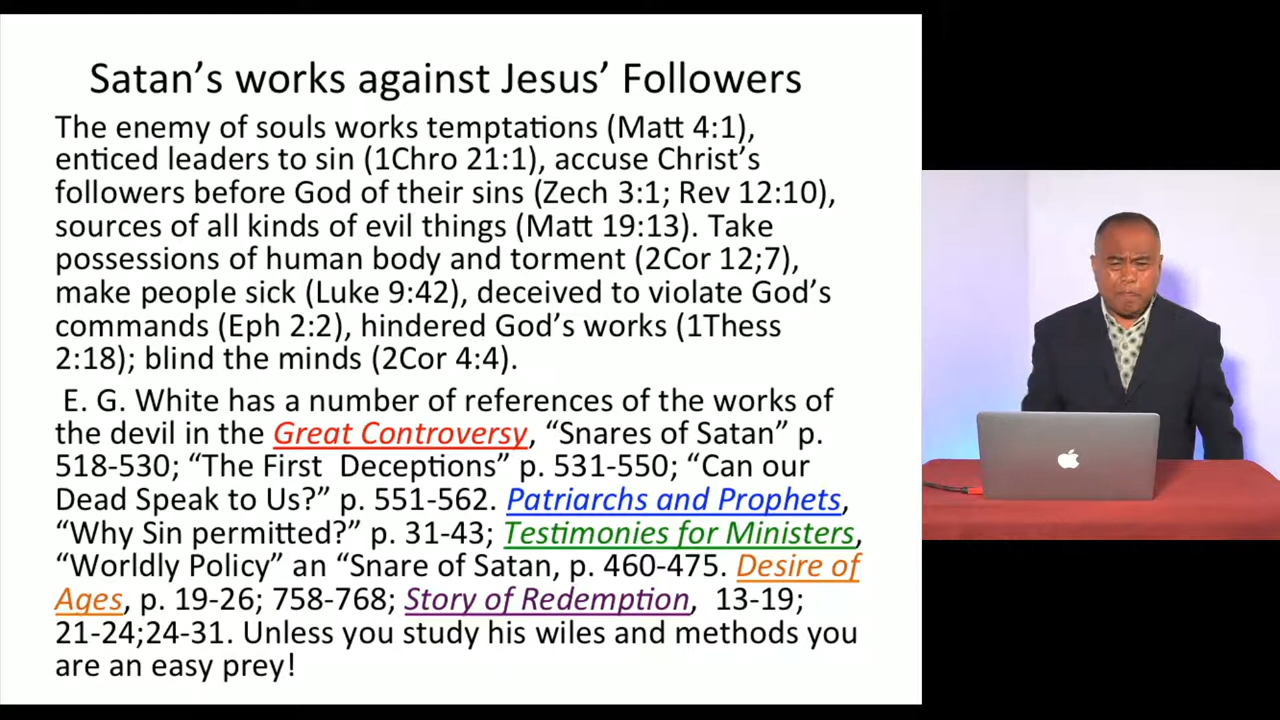 Satan’s works against Jesus’ Followers
The enemy of souls works temptations (Matt 4:1),
enticed leaders to sin (1Chro 21:1), accuse Christ’s
followers before God of their sins (Zech 3:1; Rev 12:10),
sources of all kinds of evil things (Matt 19:13). Take
possessions of human body and torment (2Cor 12;7),
make people sick (Luke 9:42), deceived to violate God’s
commands (Eph 2:2), hindered God’s works (1Thess
2:18); blind the minds (2Cor 4:4).
E. G. White has a number of references of the works of
the devil in the Great Controversy, “Snares of Satan” p.
518-530; “The First Deceptions” p. 531-550; “Can our
Dead Speak to Us?” p. 551-562. Patriarchs and Prophets,
“Why Sin permitted?” p. 31-43; Testimonies for Ministers,
“Worldly Policy” an “Snare of Satan, p. 460-475. Desire of
Ages, p. 19-26; 758-768; Story of Redemption, 13-19;
21-24;24-31. Unless you study his wiles and methods you
are an easy prey!